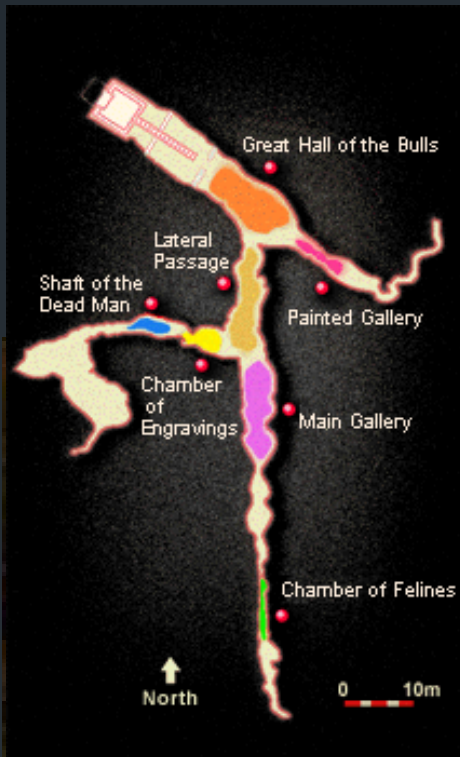 Great Hall of the Bulls
Lateral
Passage
Shaft of the
Dead Man
Painted Gallery
Chamber
of
Engravings
Main Gallery
Chamber of Felines
North
0 10m